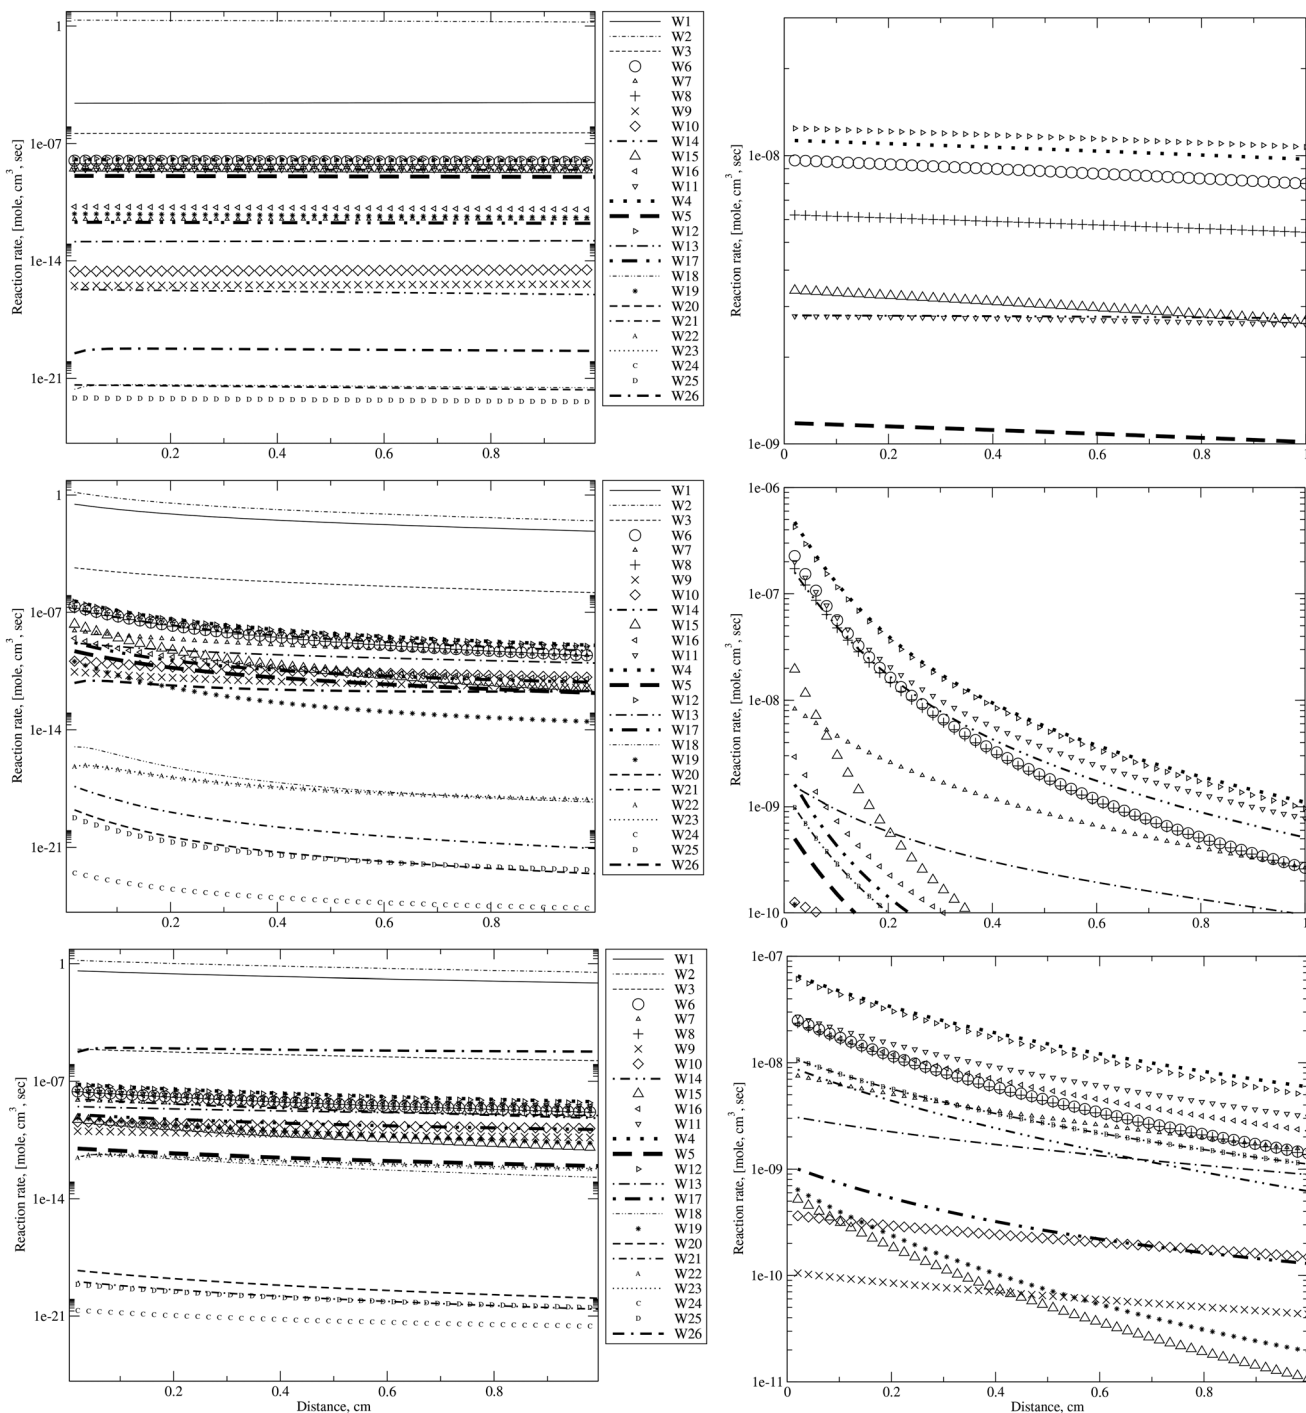 Reaction rate, [mole, cm³, sec]
1
1e-07
1e-14
1e-21
0.2
0.4
0.6
0.8
W1
W2
W3
W6
W7
W8
W9
W10
W14
W15
W16
W11
W4
W5
W12
W13
W17
W18
W19
W20
W21
W22
W23
W24
W25
W26
Reaction rate, [mole, cm³, sec]
1e-08
1e-09
0
0.2
0.4
0.6
0.8
1
Reaction rate, [mole, cm³, sec]
1
1e-07
1e-14
1e-21
0.2
0.4
0.6
0.8
W1
W2
W3
W6
W7
W8
W9
W10
W14
W15
W16
W11
W4
W5
W12
W13
W17
W18
W19
W20
W21
W22
W23
W24
W25
W26
Reaction rate, [mole, cm³, sec]
1e-06
1e-07
1e-08
1e-09
1e-10
0
0.2
0.4
0.6
0.8
1
Reaction rate, [mole, cm³, sec]
1
1e-07
1e-14
1e-21
0.2
0.4
0.6
0.8
Distance, cm
W1
W2
W3
W6
W7
W8
W9
W10
W14
W15
W16
W11
W4
W5
W12
W13
W17
W18
W19
W20
W21
W22
W23
W24
W25
W26
Reaction rate, [mole, cm³, sec]
1e-07
1e-08
1e-09
1e-10
1e-11
0
0.2
0.4
0.6
0.8
1
Distance, cm